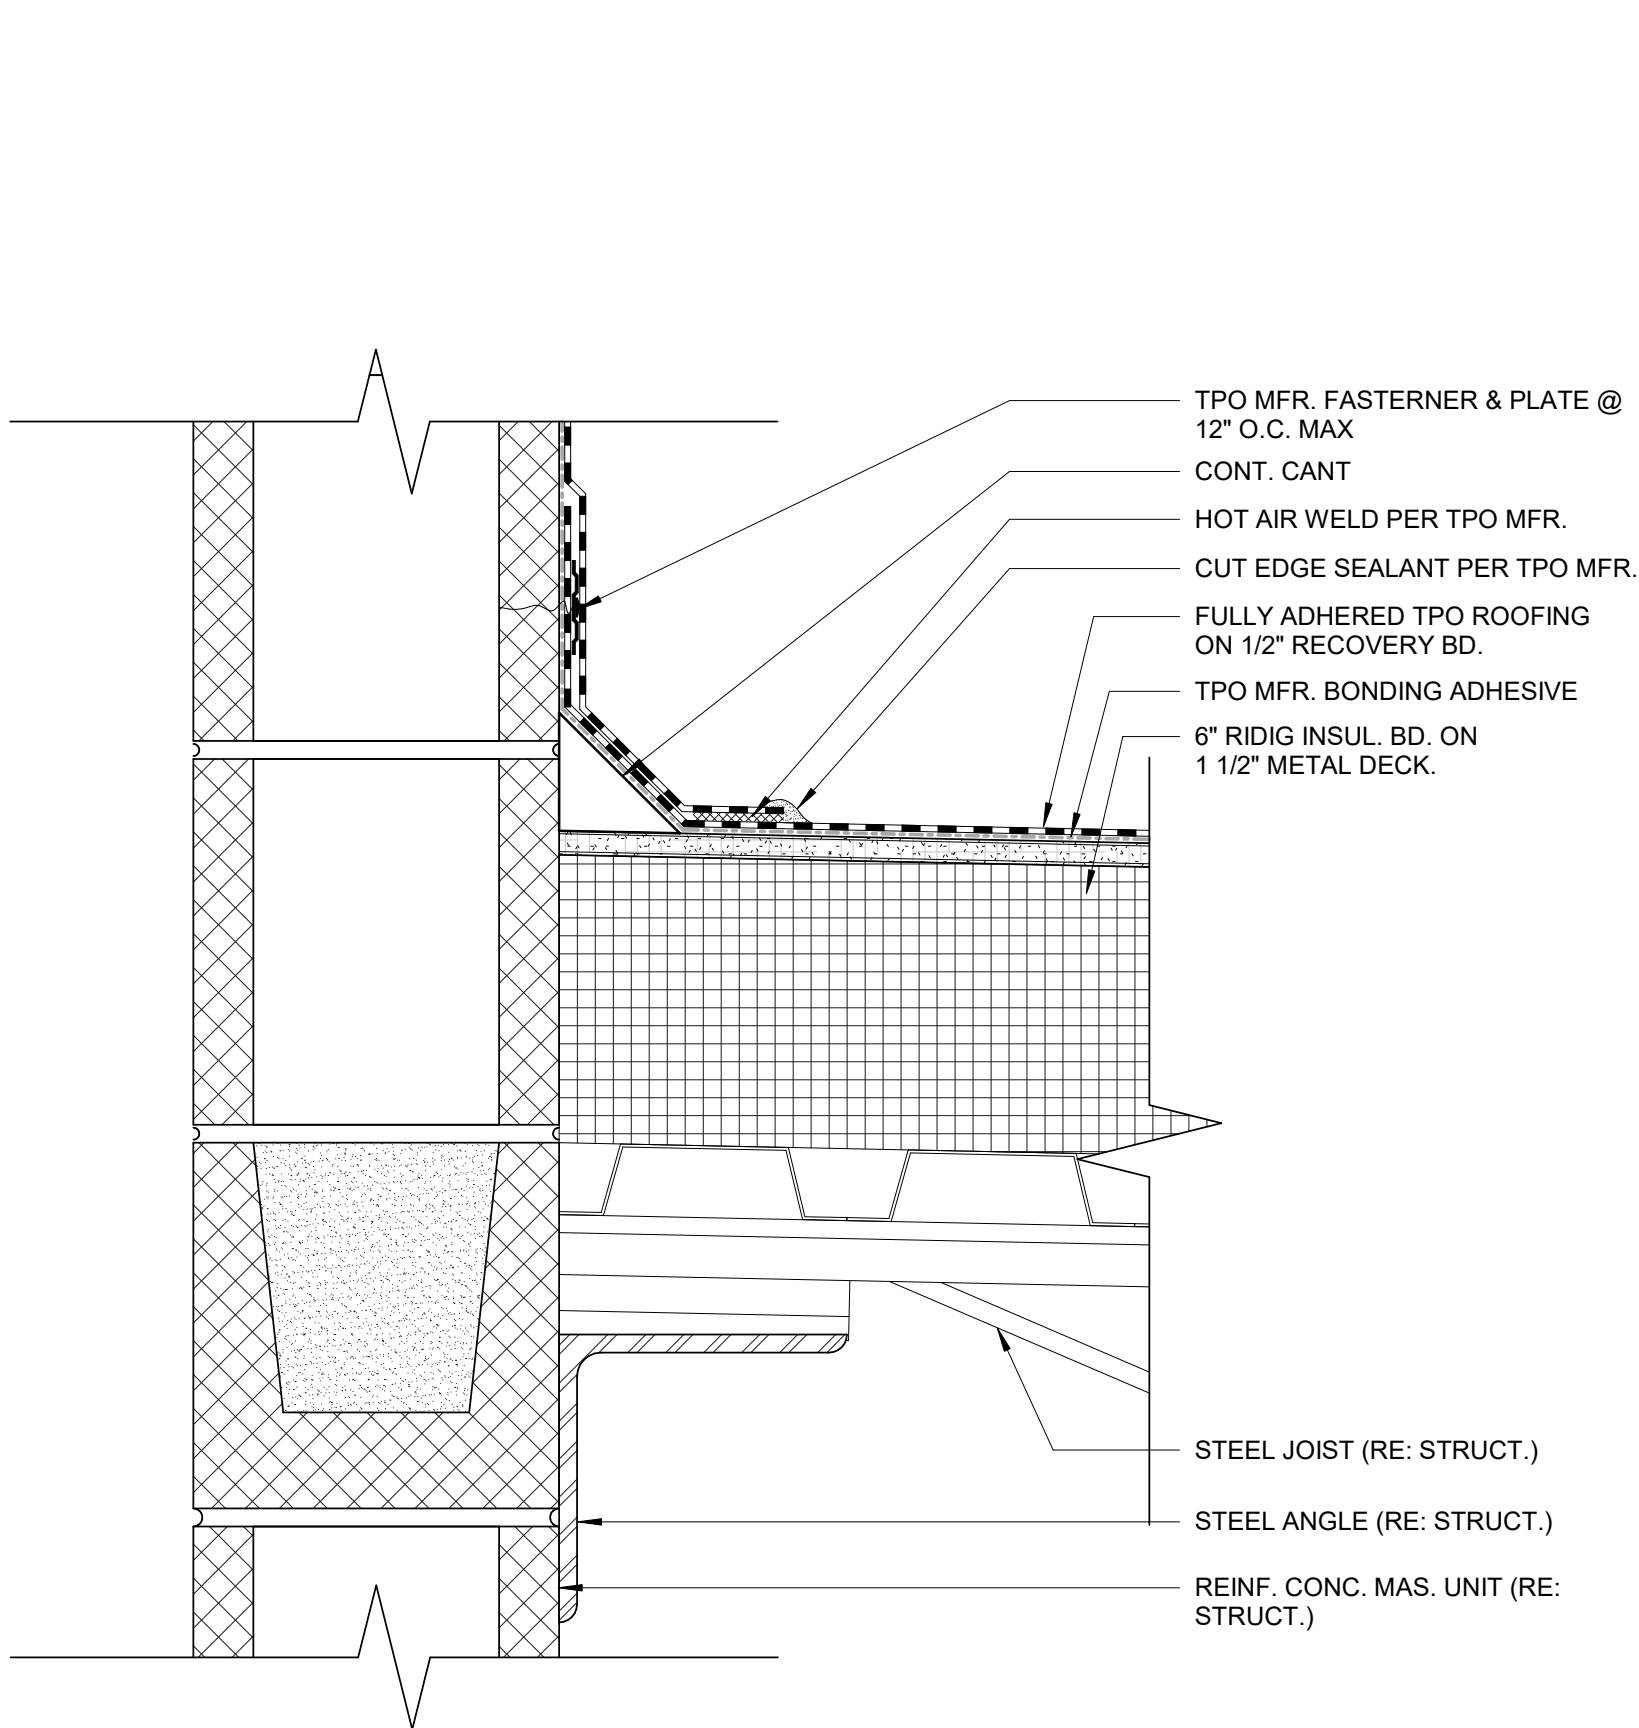 TPO MFR. FASTERNER & PLATE @
12" O.C. MAX
CONT. CANT
HOT AIR WELD PER TPO MFR.
CUT EDGE SEALANT PER TPO MFR.
FULLY ADHERED TPO ROOFING
ON 1/2" RECOVERY BD.
TPO MFR. BONDING ADHESIVE
6" RIDIG INSUL. BD. ON
1 1/2" METAL DECK.
STEEL JOIST (RE: STRUCT.)
STEEL ANGLE (RE: STRUCT.)
REINF. CONC. MAS. UNIT (RE:
STRUCT.)